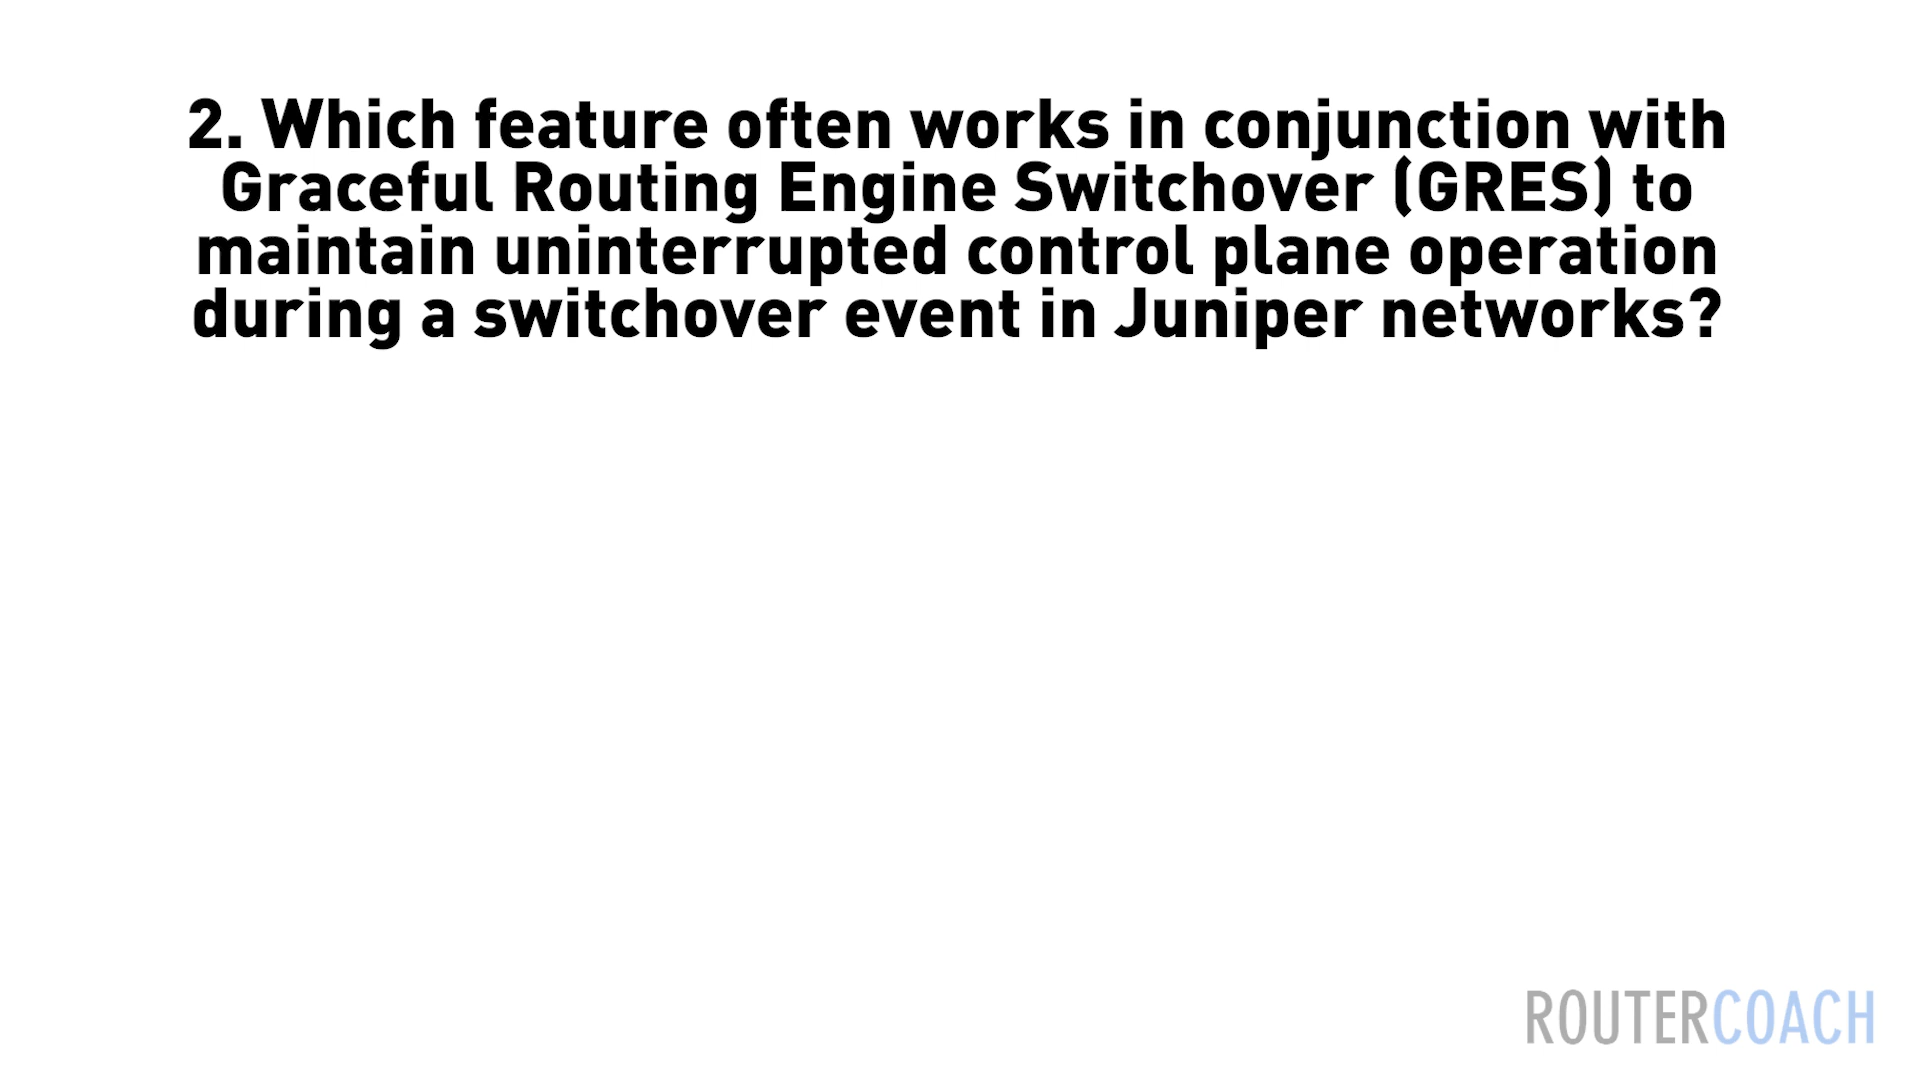 2. Which feature often works in conjunction with
Graceful Routing Engine Switchover (GRES) to
maintain uninterrupted control plane operation
during a switchover event in Juniper networks?
ROUTERCOACH